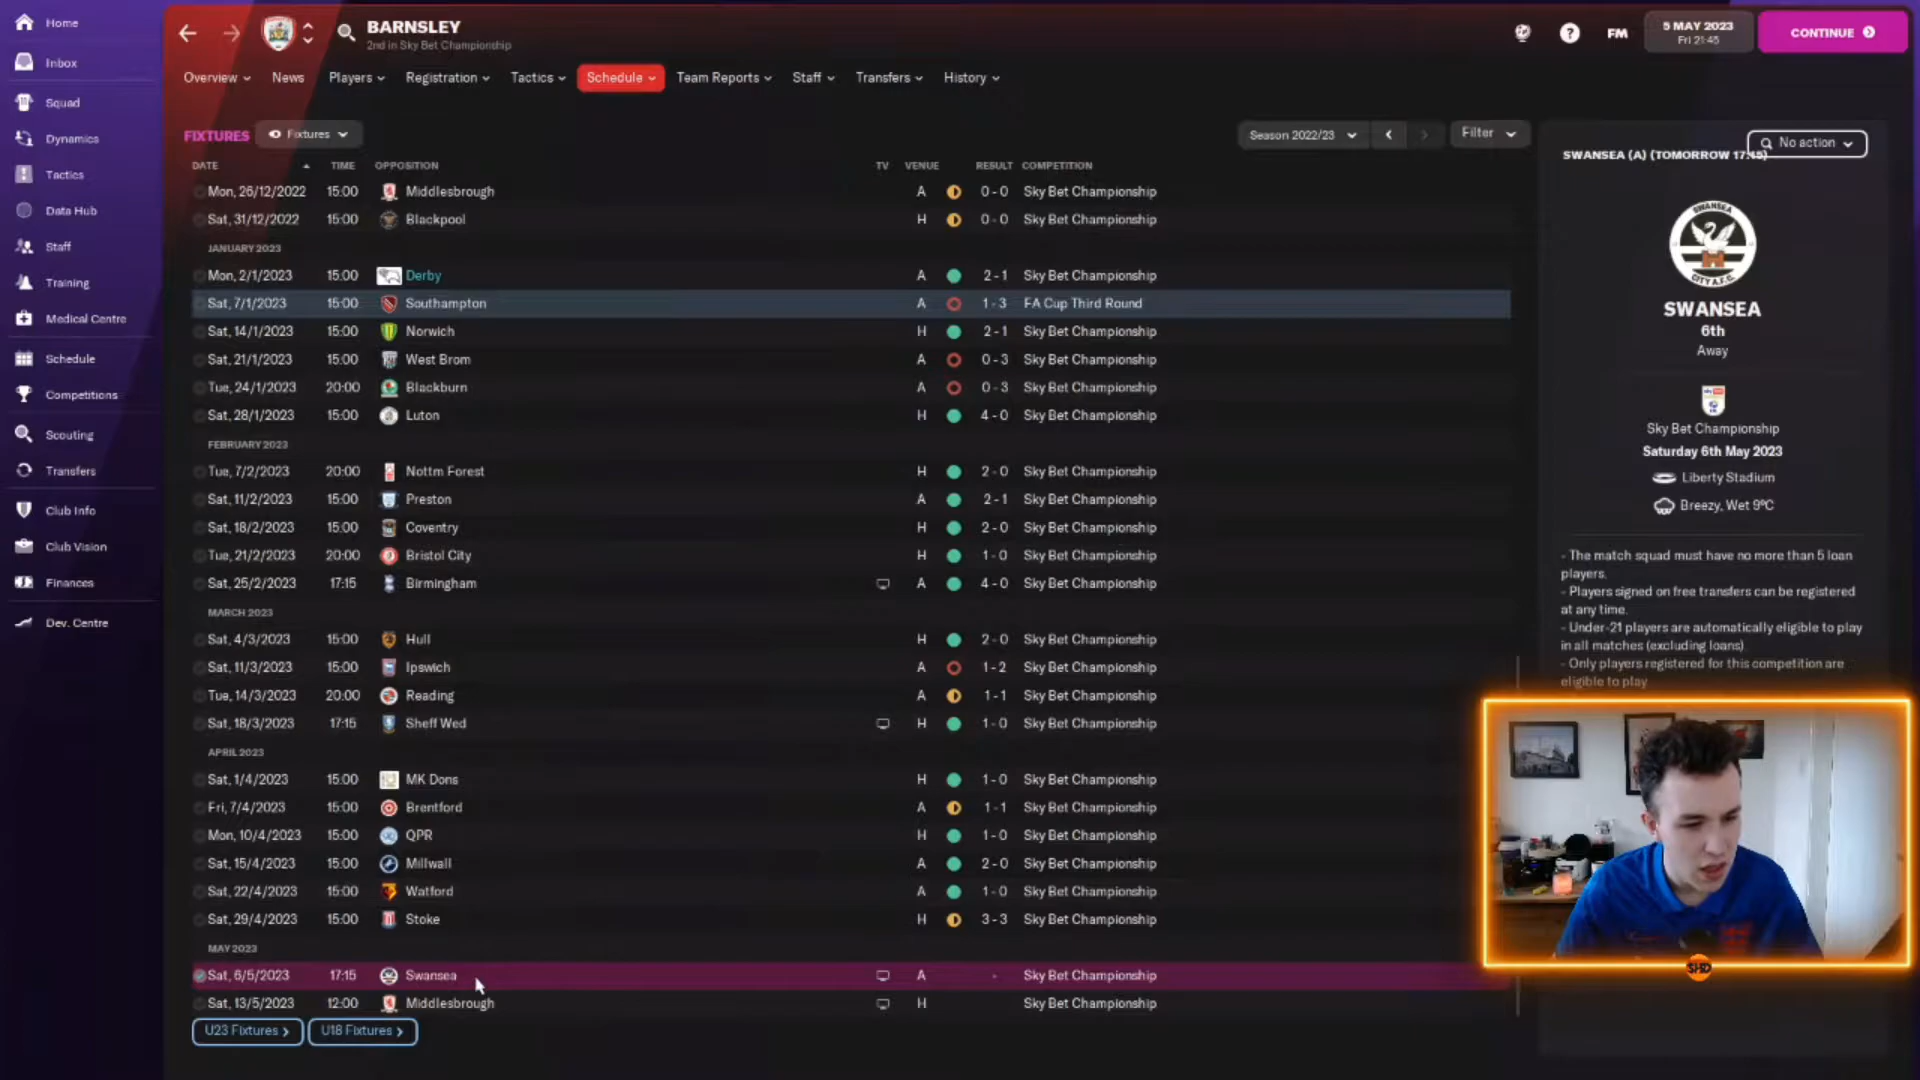 Home
Inbox
Squad
Dynamics
Tactics
Data Hub
Staff
Training
Medical Centre
Schedule
Competitions
Scouting
Transfers
Club Info
Club Vision
Finances
Dev. Centre
BARNSLEY
2nd in Sky Bet Championship
FM
5 MAY 2023
Fri 21:45
CONTINUE
Overview News Players Registration Tactics Schedule Team Reports Staff Transfers History
FIXTURES Fixtures Season 2022/23 Filter
DATE TIME OPPOSITION TV VENUE RESULT COMPETITION
Mon, 26/12/2022 15:00 Middlesbrough A 0 - 0 Sky Bet Championship
Sat, 31/12/2022 15:00 Blackpool H 0 - 0 Sky Bet Championship
JANUARY 2023
Mon, 2/1/2023 15:00 Derby A 2 - 1 Sky Bet Championship
Sat, 7/1/2023 15:00 Southampton A 1 - 3 FA Cup Third Round
Sat, 14/1/2023 15:00 Norwich H 2 - 1 Sky Bet Championship
Sat, 21/1/2023 15:00 West Brom A 0 - 3 Sky Bet Championship
Tue, 24/1/2023 20:00 Blackburn A 0 - 3 Sky Bet Championship
Sat, 28/1/2023 15:00 Luton H 4 - 0 Sky Bet Championship
FEBRUARY 2023
Tue, 7/2/2023 20:00 Nottm Forest H 2 - 0 Sky Bet Championship
Sat, 11/2/2023 15:00 Preston A 2 - 1 Sky Bet Championship
Sat, 18/2/2023 15:00 Coventry H 2 - 0 Sky Bet Championship
Tue, 21/2/2023 20:00 Bristol City H 1 - 0 Sky Bet Championship
Sat, 25/2/2023 17:15 Birmingham A 4 - 0 Sky Bet Championship
MARCH 2023
Sat, 4/3/2023 15:00 Hull H 2 - 0 Sky Bet Championship
Sat, 11/3/2023 15:00 Ipswich A 1 - 2 Sky Bet Championship
Tue, 14/3/2023 20:00 Reading A 1 - 1 Sky Bet Championship
Sat, 18/3/2023 17:15 Sheff Wed H 1 - 0 Sky Bet Championship
APRIL 2023
Sat, 1/4/2023 15:00 MK Dons H 1 - 0 Sky Bet Championship
Fri, 7/4/2023 15:00 Brentford A 1 - 1 Sky Bet Championship
Mon, 10/4/2023 15:00 QPR H 1 - 0 Sky Bet Championship
Sat, 15/4/2023 15:00 Millwall A 2 - 0 Sky Bet Championship
Sat, 22/4/2023 15:00 Watford A 1 - 0 Sky Bet Championship
Sat, 29/4/2023 15:00 Stoke H 3 - 3 Sky Bet Championship
MAY 2023
Sat, 6/5/2023 17:15 Swansea A - Sky Bet Championship
Sat, 13/5/2023 12:00 Middlesbrough H Sky Bet Championship
U23 Fixtures U18 Fixtures
No action
SWANSEA (A) (TOMORROW 17:15)
SWANSEA
CITY A.F.C.
SWANSEA
6th
Away
Sky Bet Championship
Saturday 6th May 2023
Liberty Stadium
Breezy, Wet 9ºC
- The match squad must have no more than 5 loan
players.
- Players signed on free transfers can be registered
at any time.
- Under-21 players are automatically eligible to play
in all matches (excluding loans).
- Only players registered for this competition are
eligible to play